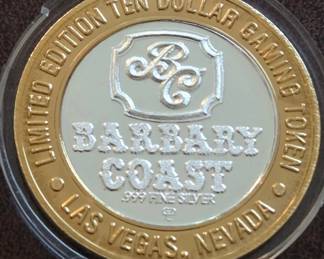 LIMITED EDITION TEN DOLLAR GAMING TOKEN
BC
BARBARY
COAST
.999 FINE SILVER
LAS VEGAS, NEVADA